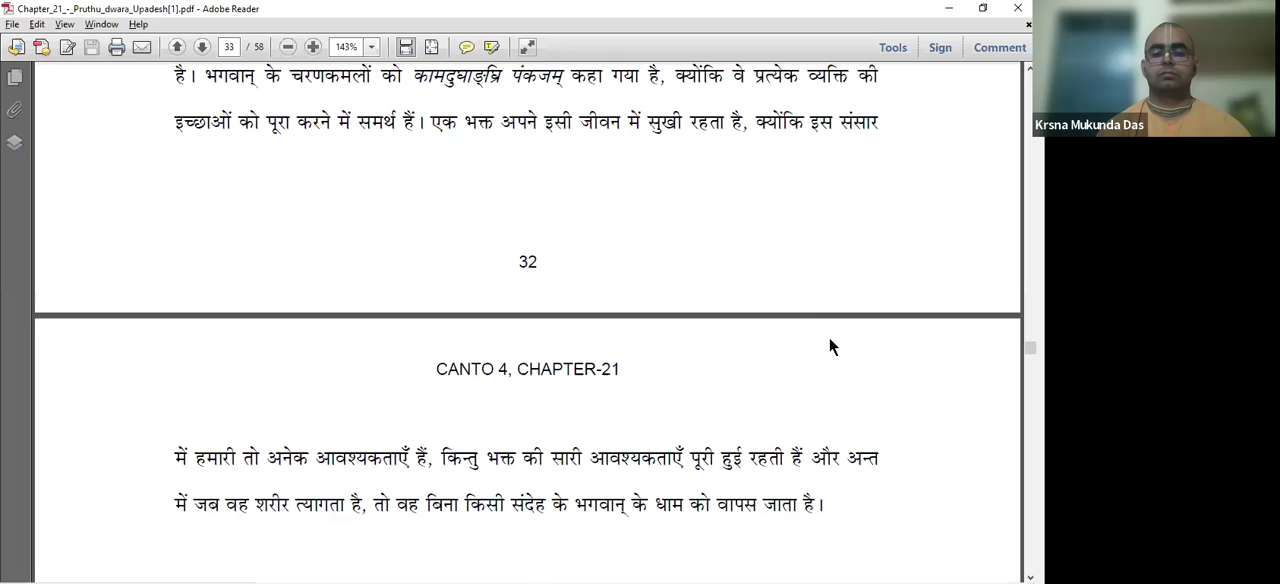 Chapter_21_-_Pruthu_dwara_Upadesh[1].pdf - Adobe Reader
File Edit View Window Help
33 / 58 143% Tools Sign Comment
Krsna Mukunda Das
है। भगवान् के चरणकमलों को कामदुघाङ्घ्रि पंकजम् कहा गया है, क्योंकि वे प्रत्येक व्यक्ति की
इच्छाओं को पूरा करने में समर्थ हैं। एक भक्त अपने इसी जीवन में सुखी रहता है, क्योंकि इस संसार
32
CANTO 4, CHAPTER-21
में हमारी तो अनेक आवश्यकताएँ हैं, किन्तु भक्त की सारी आवश्यकताएँ पूरी हुई रहती हैं और अन्त
में जब वह शरीर त्यागता है, तो वह बिना किसी संदेह के भगवान् के धाम को वापस जाता है।